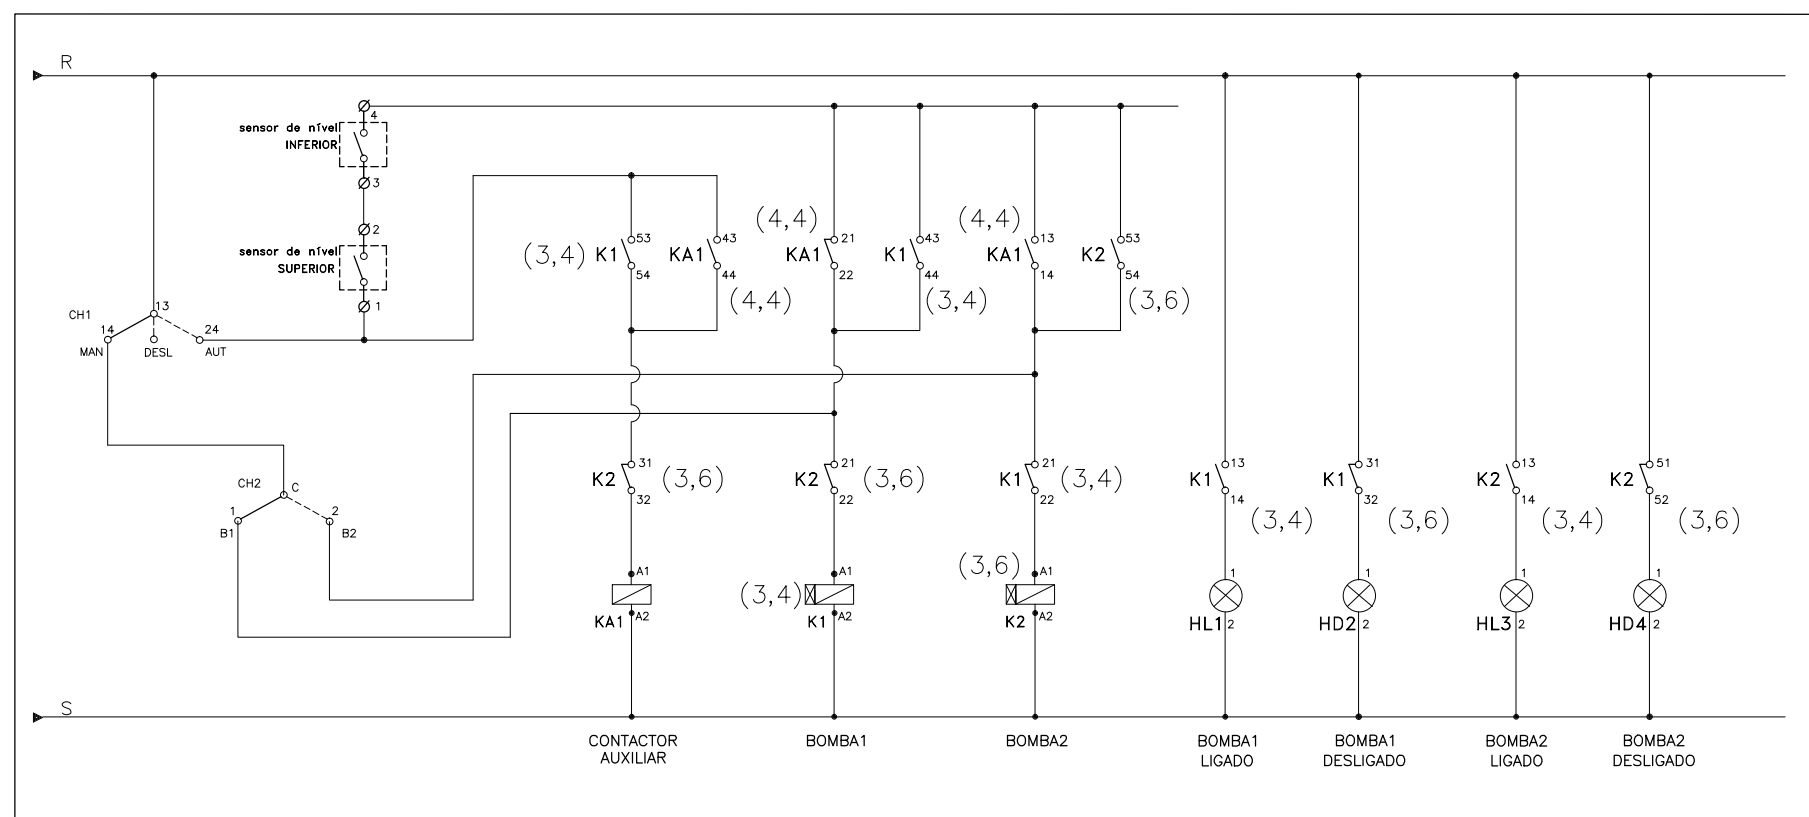 R
4
sensor de nível
INFERIOR
3
2
sensor de nível
SUPERIOR
1
CH1
13
14
24
MAN
DESL
AUT
(3,4)
K1
53
54
KA1
43
44
(4,4)
(4,4)
KA1
21
22
K1
43
44
(3,4)
(4,4)
KA1
13
14
K2
53
54
(3,6)
CH2
C
1
2
B1
B2
K2
31
32
(3,6)
K2
21
22
(3,6)
K1
21
22
(3,4)
K1
13
14
(3,4)
K1
31
32
(3,6)
K2
13
14
(3,4)
K2
51
52
(3,6)
A1
A2
KA1
(3,4)
A1
A2
K1
(3,6)
A1
A2
K2
1
HL1 2
1
HD2 2
1
HL3 2
1
HD4 2
S
CONTACTOR
AUXILIAR
BOMBA1
BOMBA2
BOMBA1
LIGADO
BOMBA1
DESLIGADO
BOMBA2
LIGADO
BOMBA2
DESLIGADO